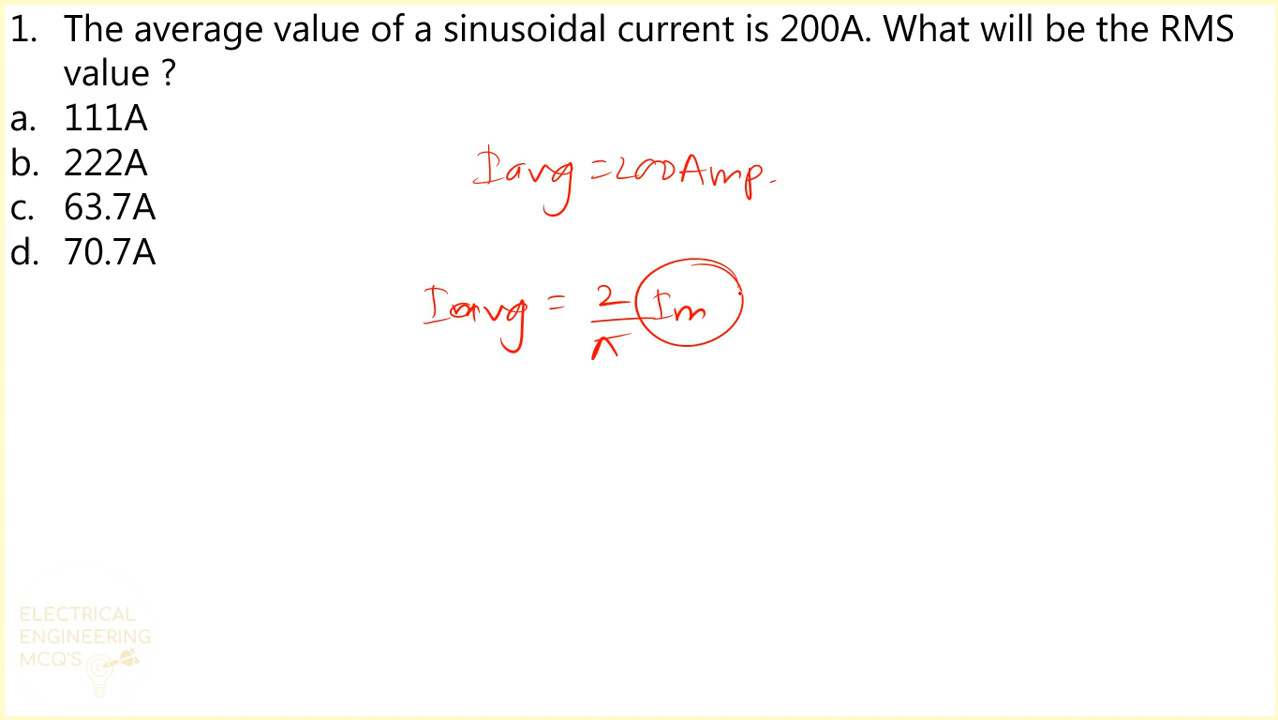 1. The average value of a sinusoidal current is 200A. What will be the RMS
value ?
a. 111A
b. 222A
c. 63.7A
d. 70.7A
Iavg = 200Amp.
Iavg = 2/π Im
ELECTRICAL
ENGINEERING
MCQ'S